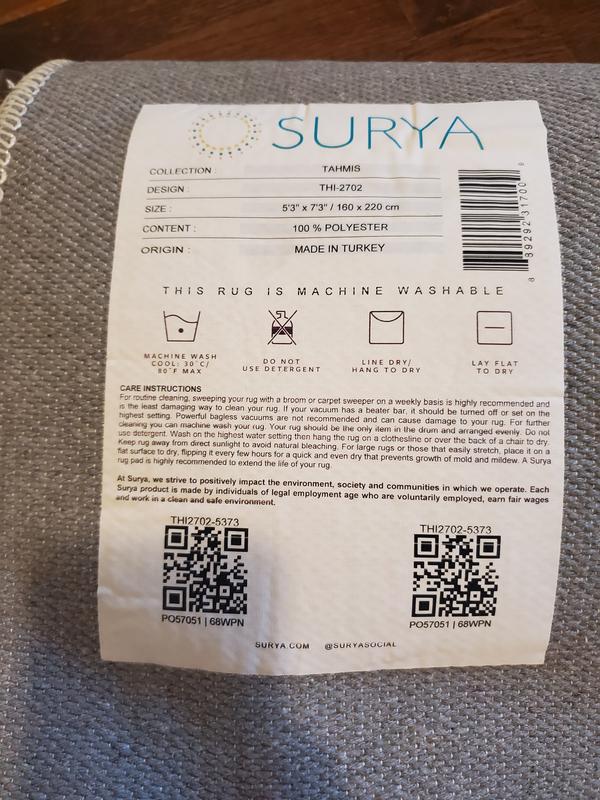 SURYA
COLLECTION : TAHMIS
DESIGN : THI-2702
SIZE : 5'3" x 7'3" / 160 x 220 cm
CONTENT : 100 % POLYESTER
ORIGIN : MADE IN TURKEY
8 89292 31700 9
THIS RUG IS MACHINE WASHABLE
MACHINE WASH
COOL: 30°C/
80°F MAX
DO NOT
USE DETERGENT
LINE DRY/
HANG TO DRY
LAY FLAT
TO DRY
CARE INSTRUCTIONS
For routine cleaning, sweeping your rug with a broom or carpet sweeper on a weekly basis is highly recommended and
is the least damaging way to clean your rug. If your vacuum has a beater bar, it should be turned off or set on the
highest setting. Powerful bagless vacuums are not recommended and can cause damage to your rug. For further
cleaning you can machine wash your rug. Your rug should be the only item in the drum and arranged evenly. Do not
use detergent. Wash on the highest water setting then hang the rug on a clothesline or over the back of a chair to dry.
Keep rug away from direct sunlight to avoid natural bleaching. For large rugs or those that easily stretch, place it on a
flat surface to dry, flipping it every few hours for a quick and even dry that prevents growth of mold and mildew. A Surya
rug pad is highly recommended to extend the life of your rug.
At Surya, we strive to positively impact the environment, society and communities in which we operate. Each
Surya product is made by individuals of legal employment age who are voluntarily employed, earn fair wages
and work in a clean and safe environment.
THI2702-5373
PO57051 | 68WPN
THI2702-5373
PO57051 | 68WPN
SURYA.COM @SURYASOCIAL